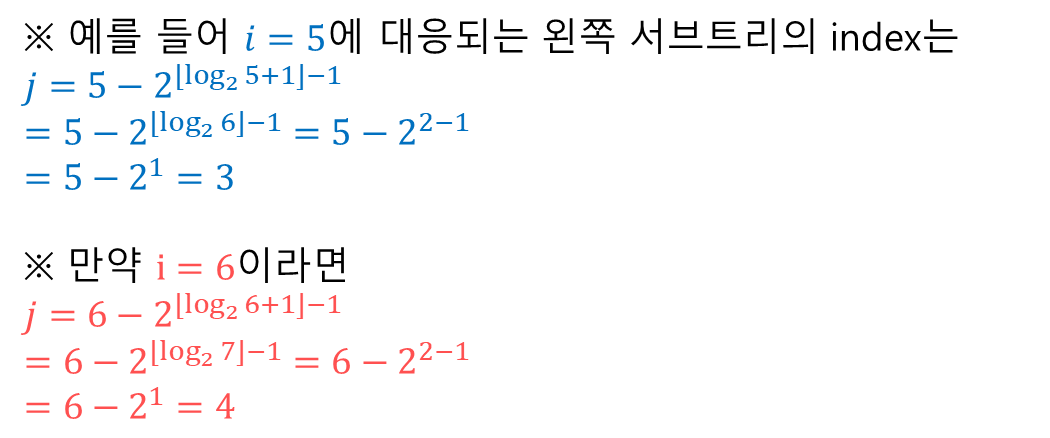 ※ 예를 들어 i = 5에 대응되는 왼쪽 서브트리의 index는
j = 5 − 2^{⌊log₂ 5+1⌋−1}
= 5 − 2^{⌊log₂ 6⌋−1} = 5 − 2^{2−1}
= 5 − 2^1 = 3
※ 만약 i = 6이라면
j = 6 − 2^{⌊log₂ 6+1⌋−1}
= 6 − 2^{⌊log₂ 7⌋−1} = 6 − 2^{2−1}
= 6 − 2^1 = 4